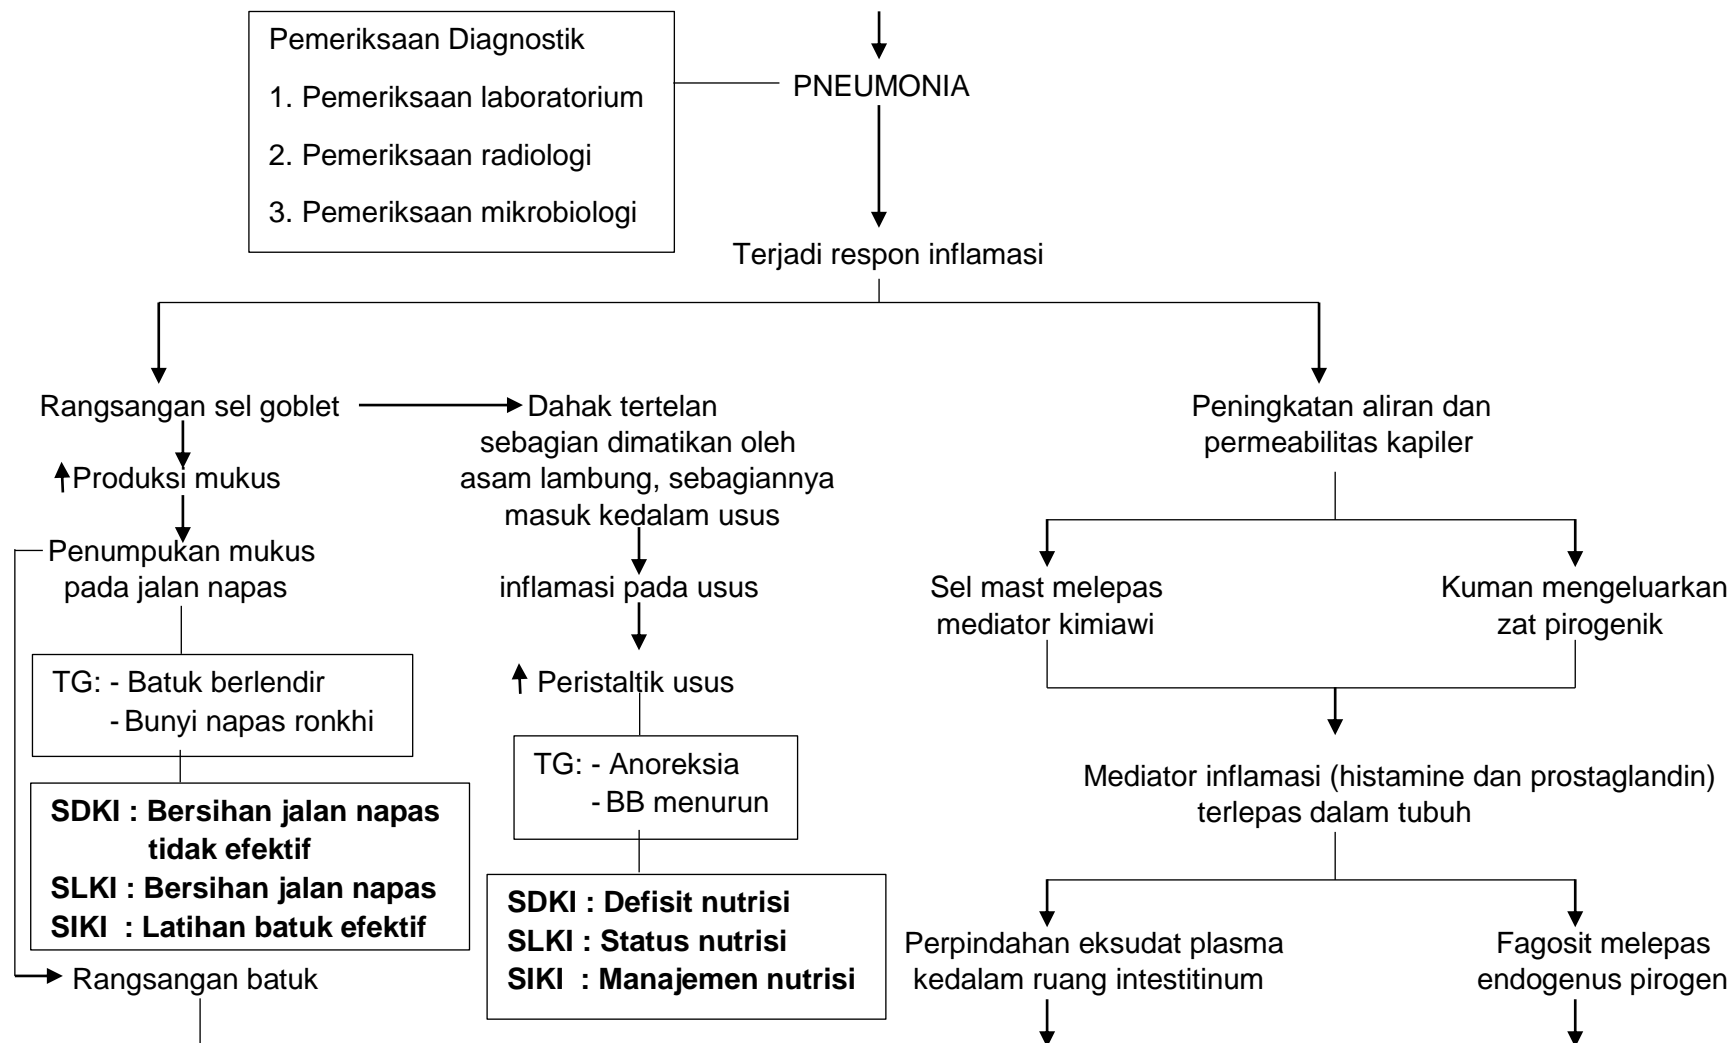 Pemeriksaan Diagnostik
1. Pemeriksaan laboratorium
2. Pemeriksaan radiologi
3. Pemeriksaan mikrobiologi
PNEUMONIA
Terjadi respon inflamasi
Rangsangan sel goblet
Produksi mukus
Penumpukan mukus
pada jalan napas
TG: - Batuk berlendir
- Bunyi napas ronkhi
SDKI : Bersihan jalan napas
tidak efektif
SLKI : Bersihan jalan napas
SIKI : Latihan batuk efektif
Rangsangan batuk
Dahak tertelan
sebagian dimatikan oleh
asam lambung, sebagiannya
masuk kedalam usus
inflamasi pada usus
Peristaltik usus
TG: - Anoreksia
- BB menurun
SDKI : Defisit nutrisi
SLKI : Status nutrisi
SIKI : Manajemen nutrisi
Peningkatan aliran dan
permeabilitas kapiler
Sel mast melepas
mediator kimiawi
Kuman mengeluarkan
zat pirogenik
Mediator inflamasi (histamine dan prostaglandin)
terlepas dalam tubuh
Perpindahan eksudat plasma
kedalam ruang intestitinum
Fagosit melepas
endogenus pirogen